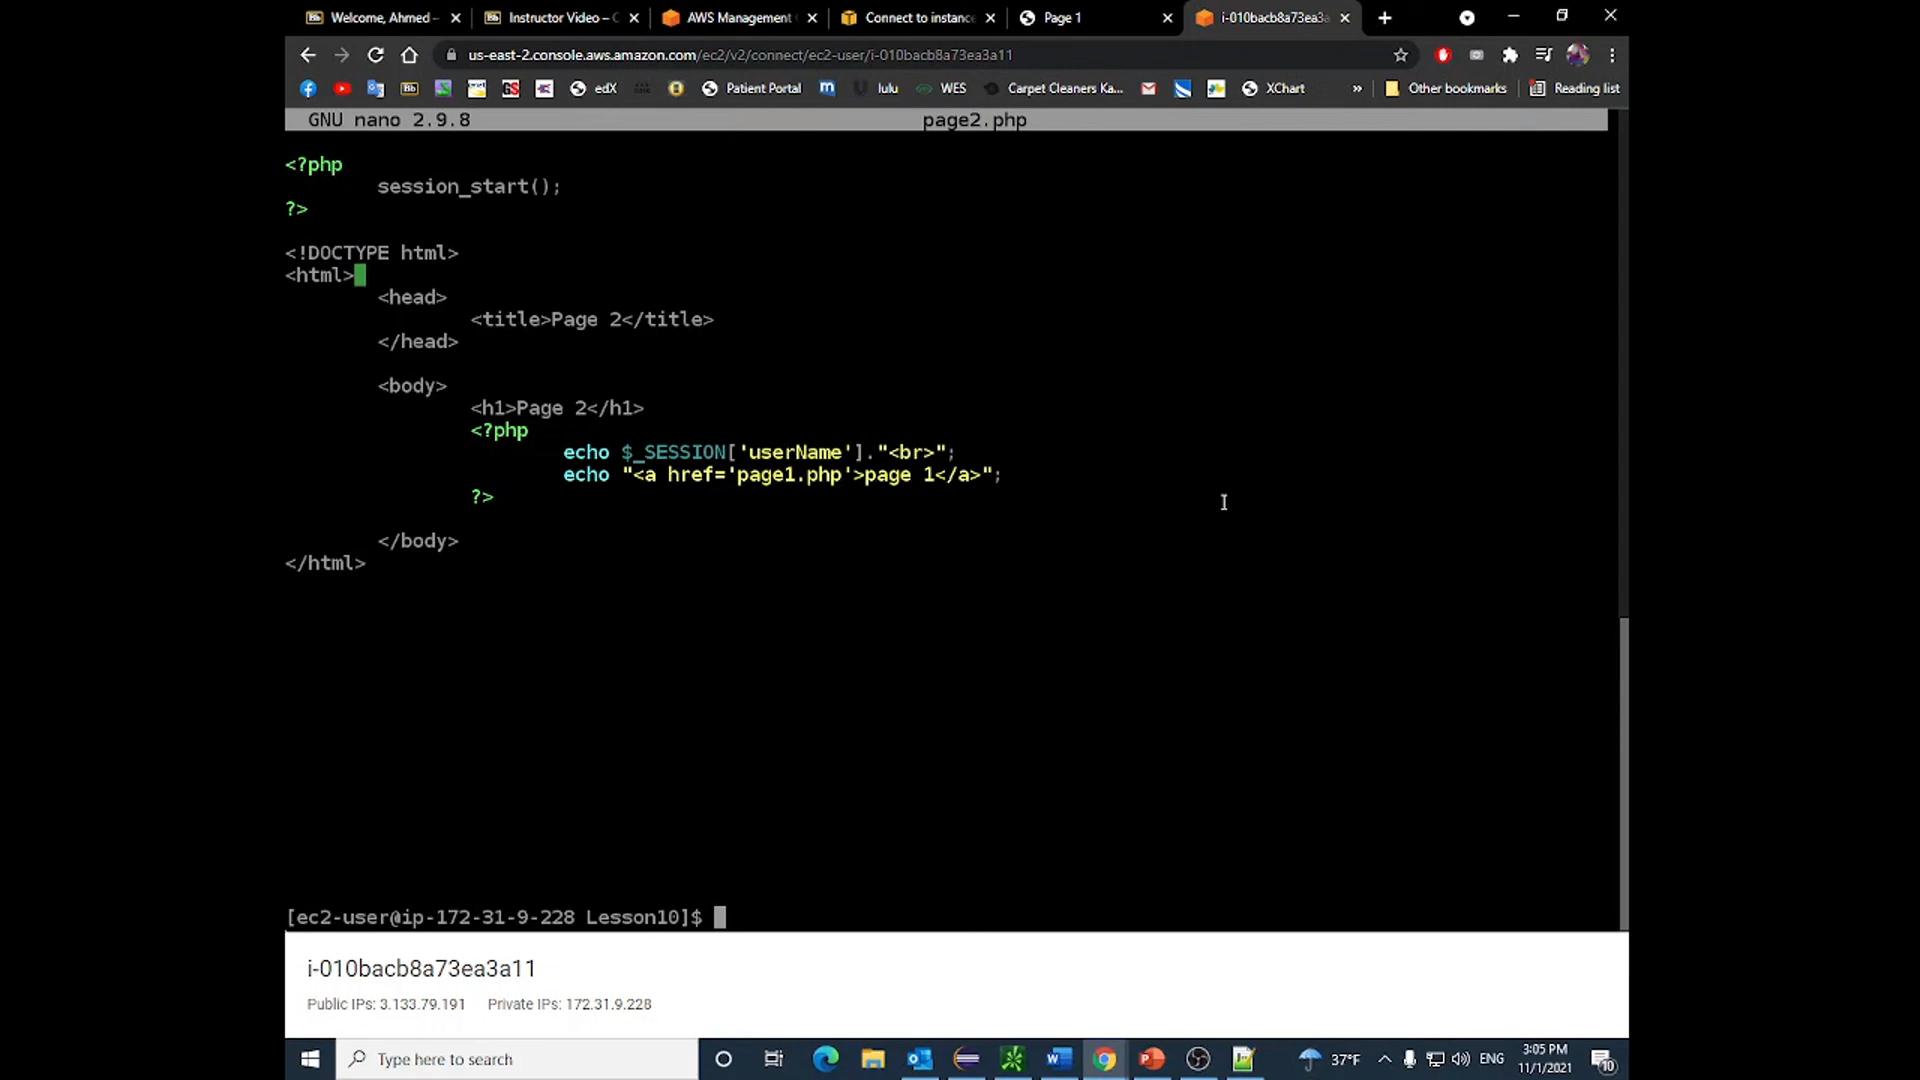 Welcome, Ahmed –
Instructor Video – C
AWS Management
Connect to instance
Page 1
i-010bacb8a73ea3a
us-east-2.console.aws.amazon.com/ec2/v2/connect/ec2-user/i-010bacb8a73ea3a11
Bb
GS
edX
Patient Portal
lulu
WES
Carpet Cleaners Ka...
XChart
»
Other bookmarks
Reading list
GNU nano 2.9.8 page2.php
<?php
session_start();
?>
<!DOCTYPE html>
<html>
<head>
<title>Page 2</title>
</head>
<body>
<h1>Page 2</h1>
<?php
echo $_SESSION['userName']."<br>";
echo "<a href='page1.php'>page 1</a>";
?>
</body>
</html>
[ec2-user@ip-172-31-9-228 Lesson10]$
i-010bacb8a73ea3a11
Public IPs: 3.133.79.191 Private IPs: 172.31.9.228
Type here to search
37°F
ENG
3:05 PM
11/1/2021
10